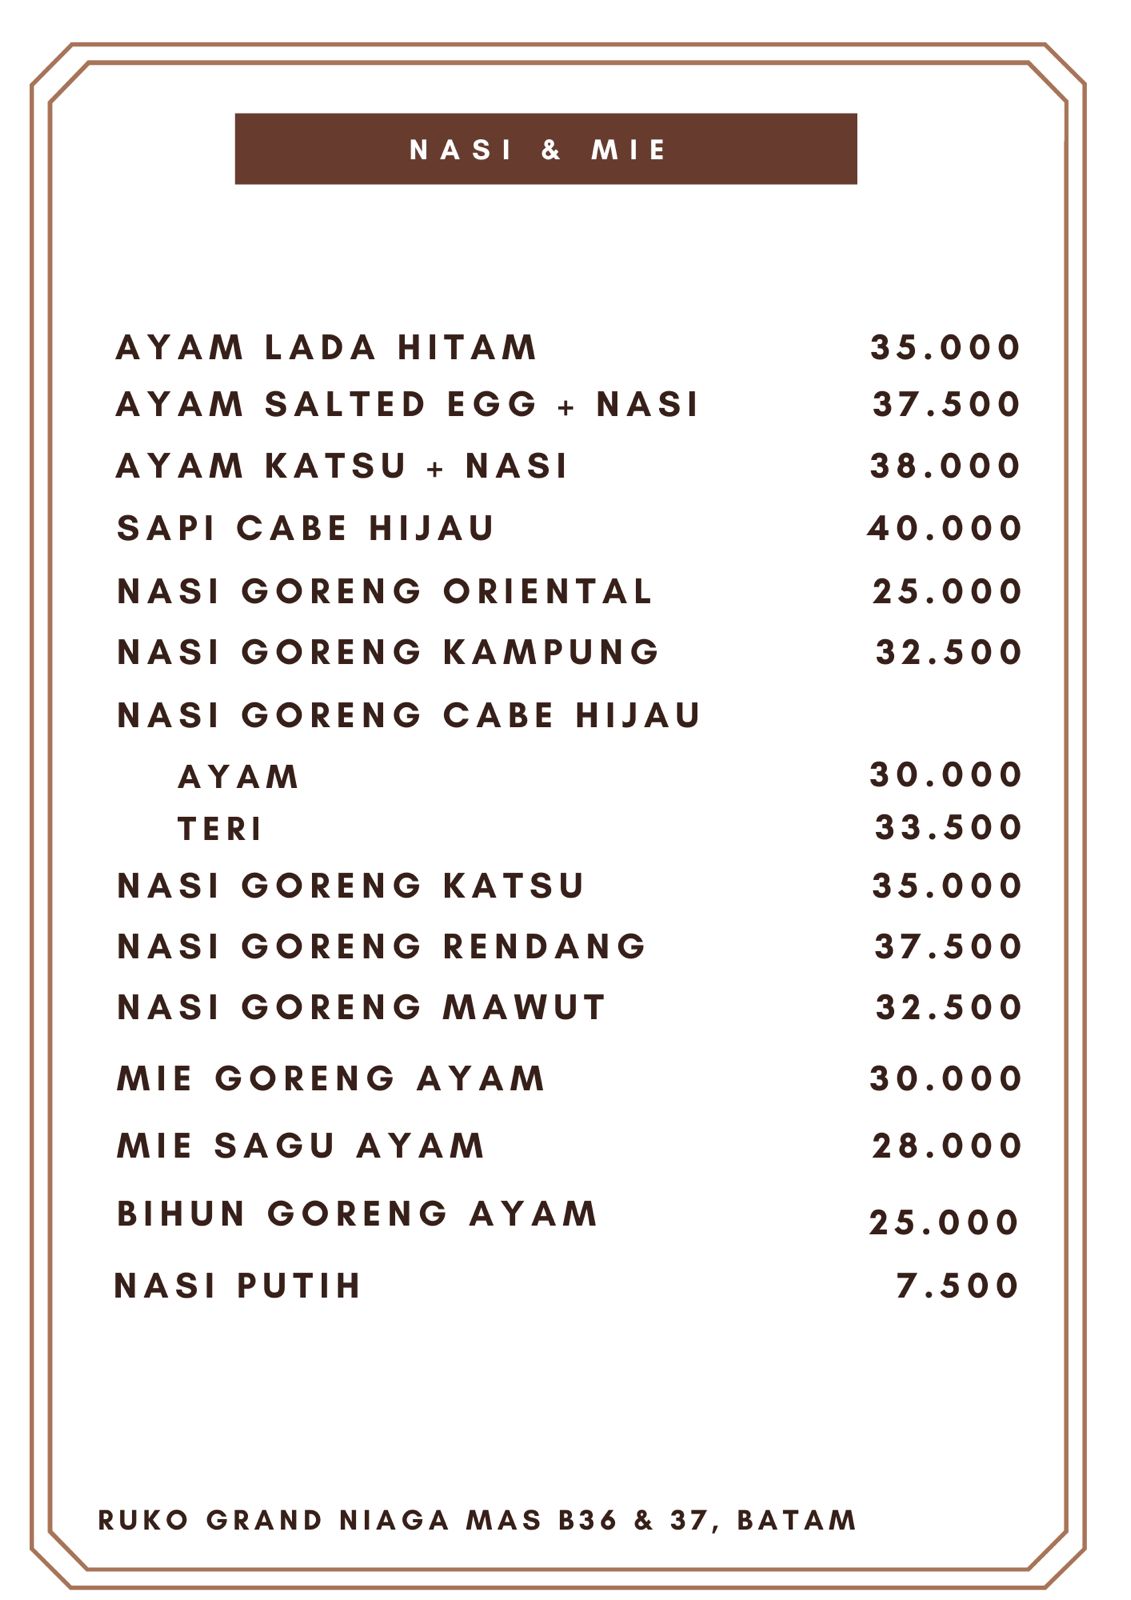 NASI & MIE
AYAM LADA HITAM 35.000
AYAM SALTED EGG + NASI 37.500
AYAM KATSU + NASI 38.000
SAPI CABE HIJAU 40.000
NASI GORENG ORIENTAL 25.000
NASI GORENG KAMPUNG 32.500
NASI GORENG CABE HIJAU
AYAM 30.000
TERI 33.500
NASI GORENG KATSU 35.000
NASI GORENG RENDANG 37.500
NASI GORENG MAWUT 32.500
MIE GORENG AYAM 30.000
MIE SAGU AYAM 28.000
BIHUN GORENG AYAM 25.000
NASI PUTIH 7.500
RUKO GRAND NIAGA MAS B36 & 37, BATAM